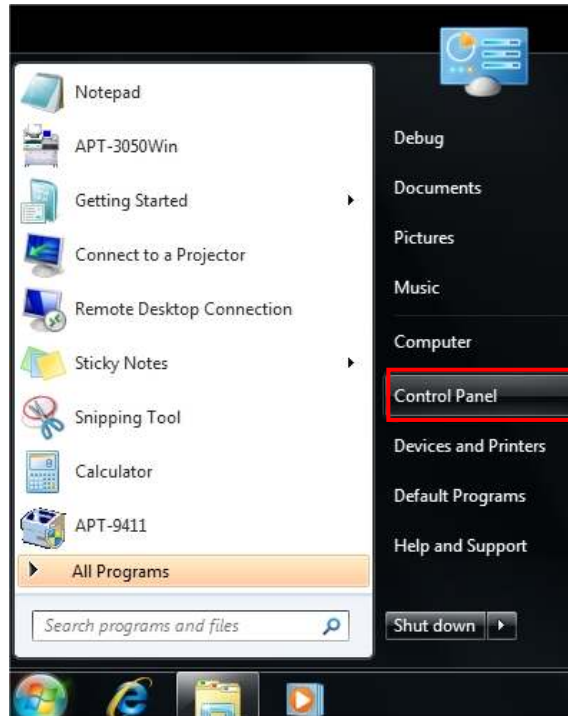 Notepad
APT-3050Win
Getting Started
Connect to a Projector
Remote Desktop Connection
Sticky Notes
Snipping Tool
Calculator
APT-9411
All Programs
Search programs and files
Debug
Documents
Pictures
Music
Computer
Control Panel
Devices and Printers
Default Programs
Help and Support
Shut down